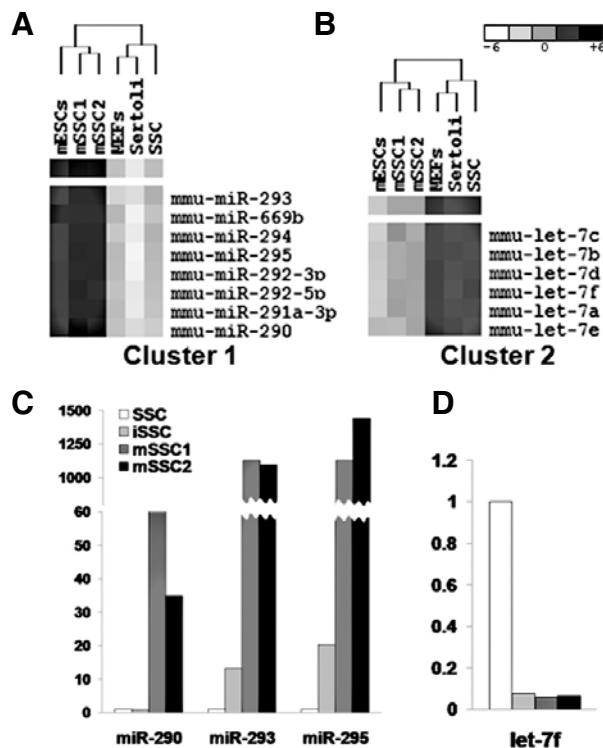 A
B
-6 0 +6
mESCs mSSC1 mSSC2 MEFs Sertoli SSC
mmu-miR-293
mmu-miR-669b
mmu-miR-294
mmu-miR-295
mmu-miR-292-3p
mmu-miR-292-5p
mmu-miR-291a-3p
mmu-miR-290
Cluster 1
mESCs mSSC1 mSSC2 MEFs Sertoli SSC
mmu-let-7c
mmu-let-7b
mmu-let-7d
mmu-let-7f
mmu-let-7a
mmu-let-7e
Cluster 2
C
SSC
iSSC
mSSC1
mSSC2
1500
1250
1000
60
50
40
30
20
10
0
miR-290 miR-293 miR-295
D
1.2
1
0.8
0.6
0.4
0.2
0
let-7f